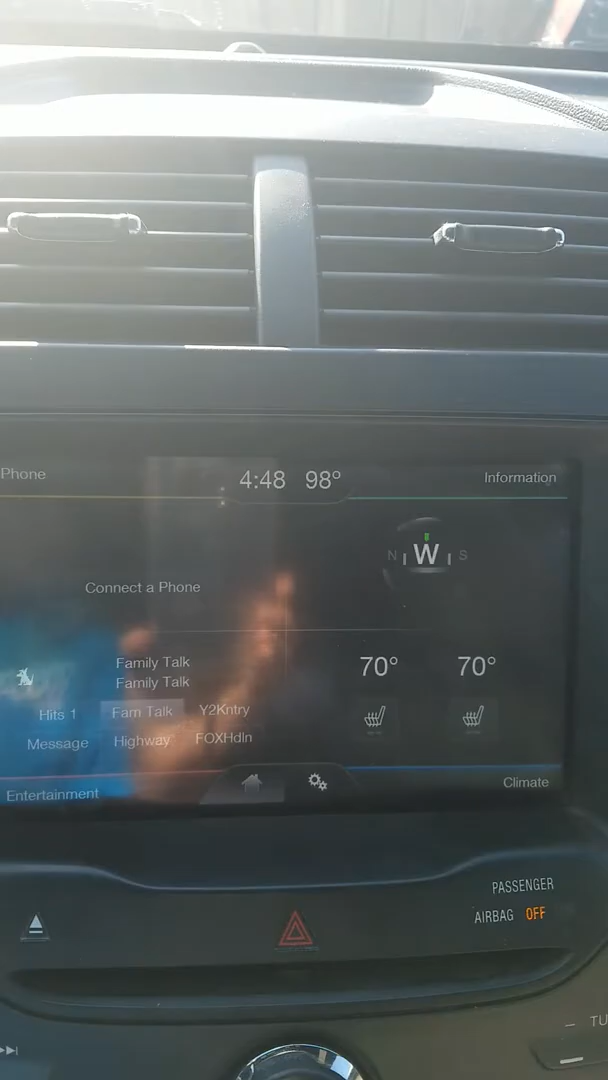 Phone
4:48 98°
Information
N W S
Connect a Phone
Family Talk
Family Talk
70° 70°
Hits 1 Fam Talk Y2Kntry
Message Highway FOXHdln
Entertainment
Climate
PASSENGER
AIRBAG OFF
TU